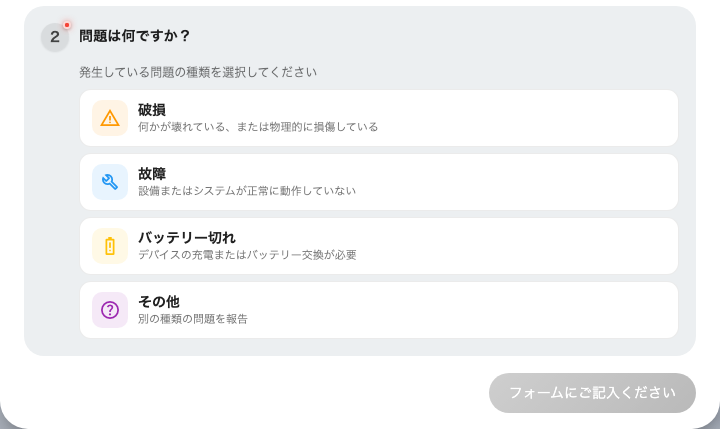 2
問題は何ですか？
発生している問題の種類を選択してください
破損
何かが壊れている、または物理的に損傷している
故障
設備またはシステムが正常に動作していない
バッテリー切れ
デバイスの充電またはバッテリー交換が必要
その他
別の種類の問題を報告
フォームにご記入ください